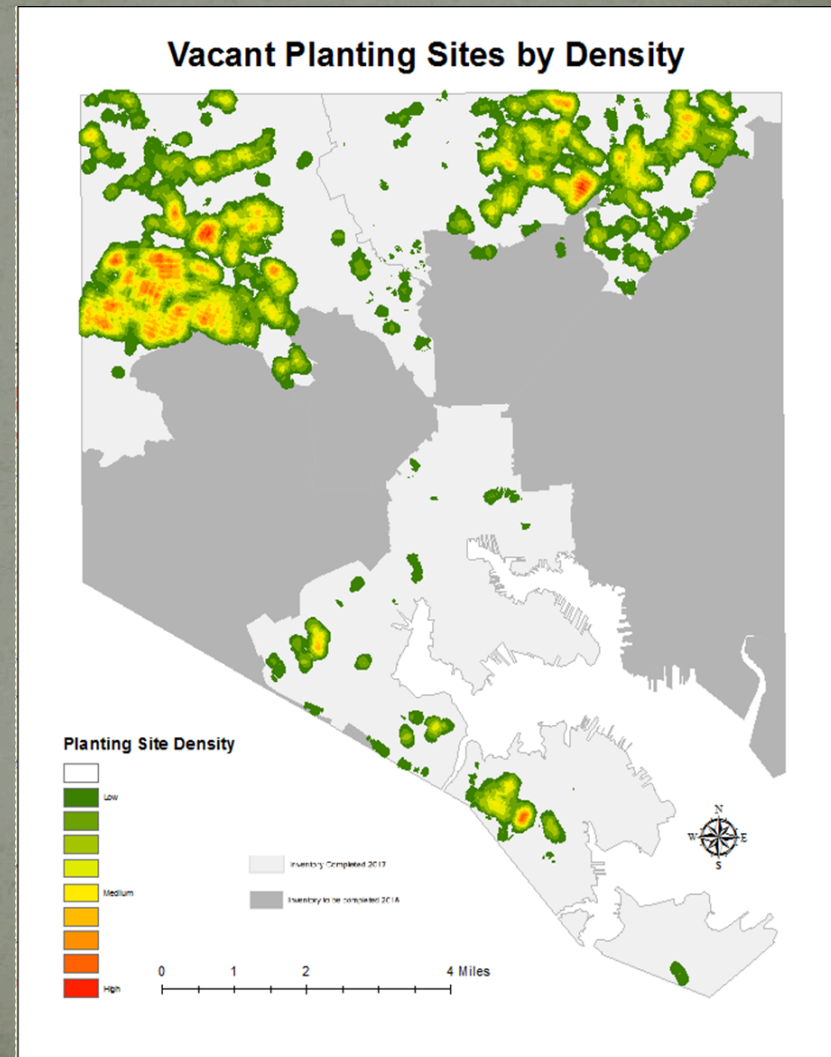 Vacant Planting Sites by Density
Planting Site Density
Low
Medium
High
Inventory Completed 2017
Inventory to be completed 2018
N
W
E
S
0 1 2 4 Miles